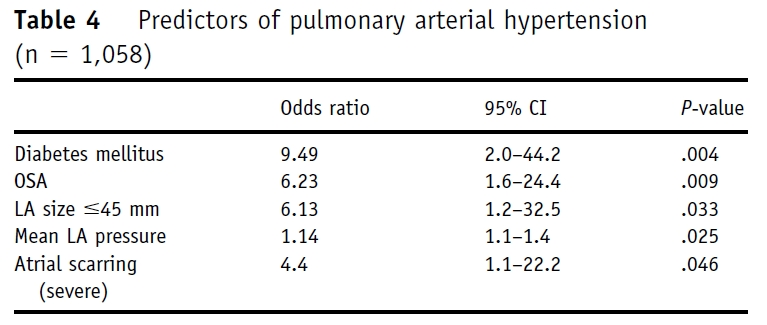 Table 4 Predictors of pulmonary arterial hypertension
(n = 1,058)
Odds ratio 95% CI P-value
Diabetes mellitus 9.49 2.0–44.2 .004
OSA 6.23 1.6–24.4 .009
LA size ≤45 mm 6.13 1.2–32.5 .033
Mean LA pressure 1.14 1.1–1.4 .025
Atrial scarring 4.4 1.1–22.2 .046
(severe)